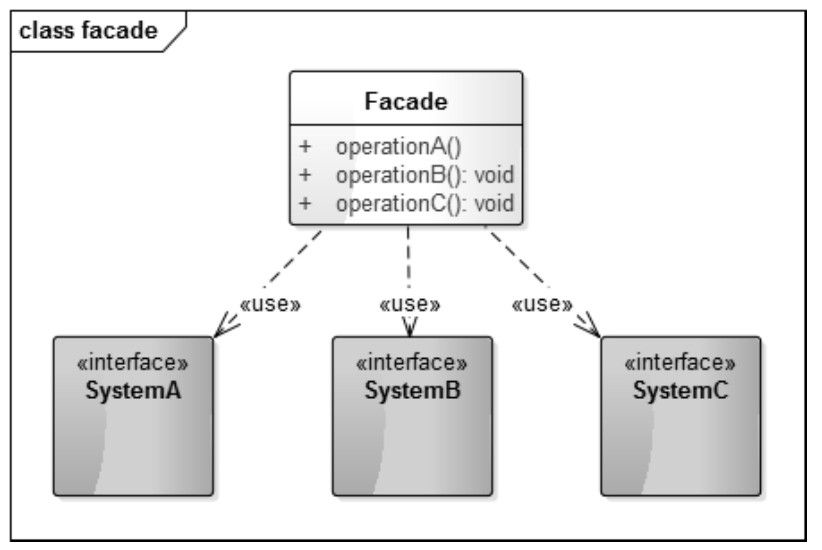 class facade
Facade
+ operationA()
+ operationB(): void
+ operationC(): void
«use» «use» «use»
«interface» «interface» «interface»
SystemA SystemB SystemC